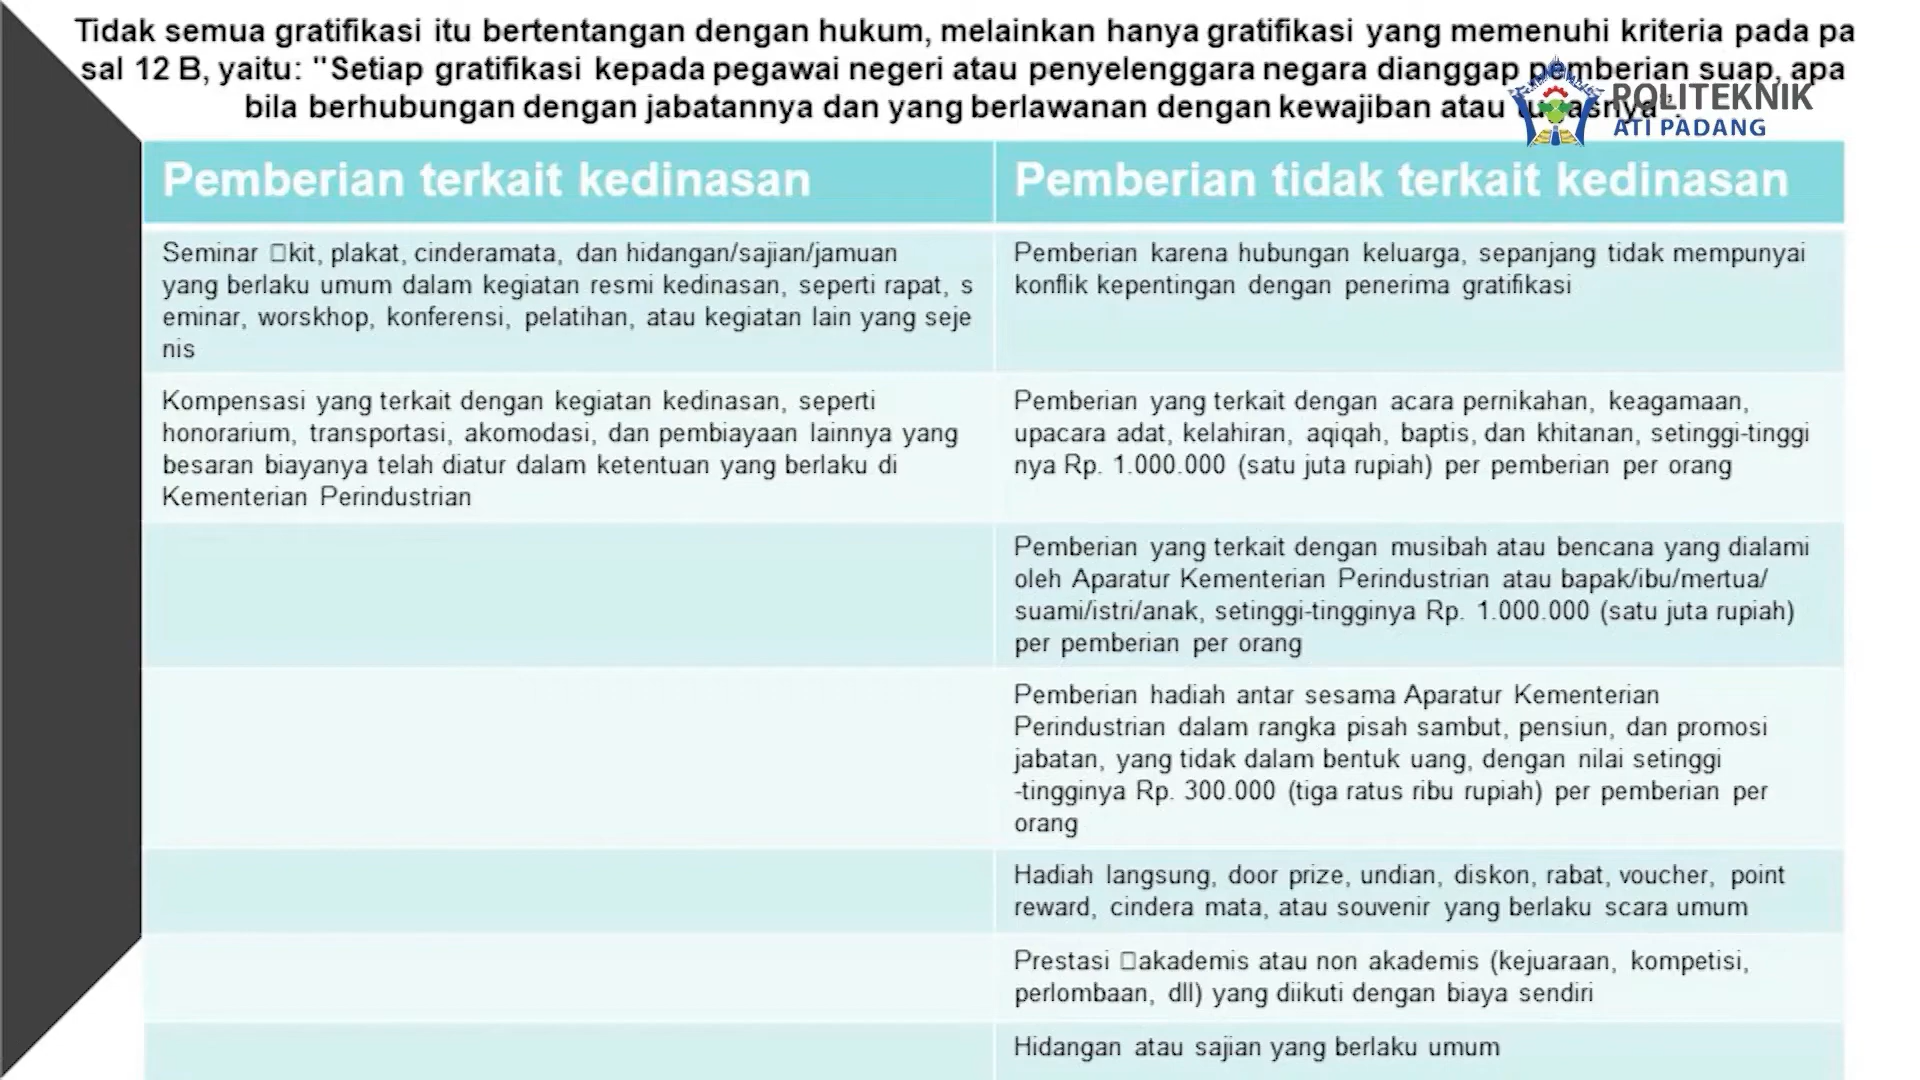 Tidak semua gratifikasi itu bertentangan dengan hukum, melainkan hanya gratifikasi yang memenuhi kriteria pada pa
sal 12 B, yaitu: "Setiap gratifikasi kepada pegawai negeri atau penyelenggara negara dianggap pemberian suap, apa
bila berhubungan dengan jabatannya dan yang berlawanan dengan kewajiban atau tugasnya".
POLITEKNIK
ATI PADANG
Pemberian terkait kedinasan
Pemberian tidak terkait kedinasan
Seminar □kit, plakat, cinderamata, dan hidangan/sajian/jamuan
yang berlaku umum dalam kegiatan resmi kedinasan, seperti rapat, s
eminar, worskhop, konferensi, pelatihan, atau kegiatan lain yang seje
nis
Pemberian karena hubungan keluarga, sepanjang tidak mempunyai
konflik kepentingan dengan penerima gratifikasi
Kompensasi yang terkait dengan kegiatan kedinasan, seperti
honorarium, transportasi, akomodasi, dan pembiayaan lainnya yang
besaran biayanya telah diatur dalam ketentuan yang berlaku di
Kementerian Perindustrian
Pemberian yang terkait dengan acara pernikahan, keagamaan,
upacara adat, kelahiran, aqiqah, baptis, dan khitanan, setinggi-tinggi
nya Rp. 1.000.000 (satu juta rupiah) per pemberian per orang
Pemberian yang terkait dengan musibah atau bencana yang dialami
oleh Aparatur Kementerian Perindustrian atau bapak/ibu/mertua/
suami/istri/anak, setinggi-tingginya Rp. 1.000.000 (satu juta rupiah)
per pemberian per orang
Pemberian hadiah antar sesama Aparatur Kementerian
Perindustrian dalam rangka pisah sambut, pensiun, dan promosi
jabatan, yang tidak dalam bentuk uang, dengan nilai setinggi
-tingginya Rp. 300.000 (tiga ratus ribu rupiah) per pemberian per
orang
Hadiah langsung, door prize, undian, diskon, rabat, voucher, point
reward, cindera mata, atau souvenir yang berlaku scara umum
Prestasi □akademis atau non akademis (kejuaraan, kompetisi,
perlombaan, dll) yang diikuti dengan biaya sendiri
Hidangan atau sajian yang berlaku umum